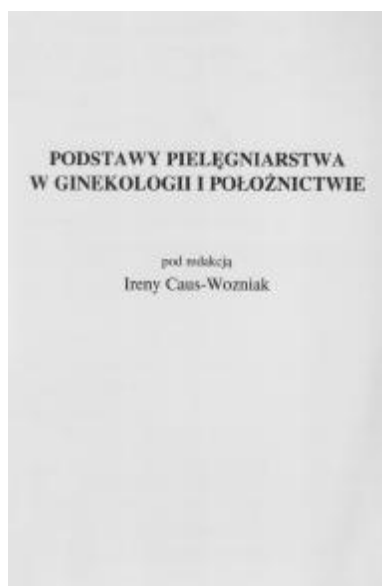 PODSTAWY PIELĘGNIARSTWA
W GINEKOLOGII I POŁOŻNICTWIE
pod redakcją
Ireny Caus-Wozniak